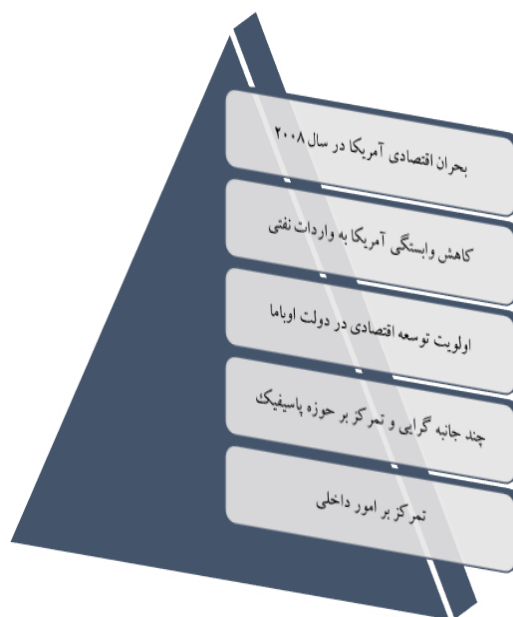 بحران اقتصادی آمریکا در سال ۲۰۰۸
کاهش وابستگی آمریکا به واردات نفتی
اولویت توسعه اقتصادی در دولت اوباما
چند جانبه گرایی و تمرکز بر حوزه پاسیفیک
تمرکز بر امور داخلی